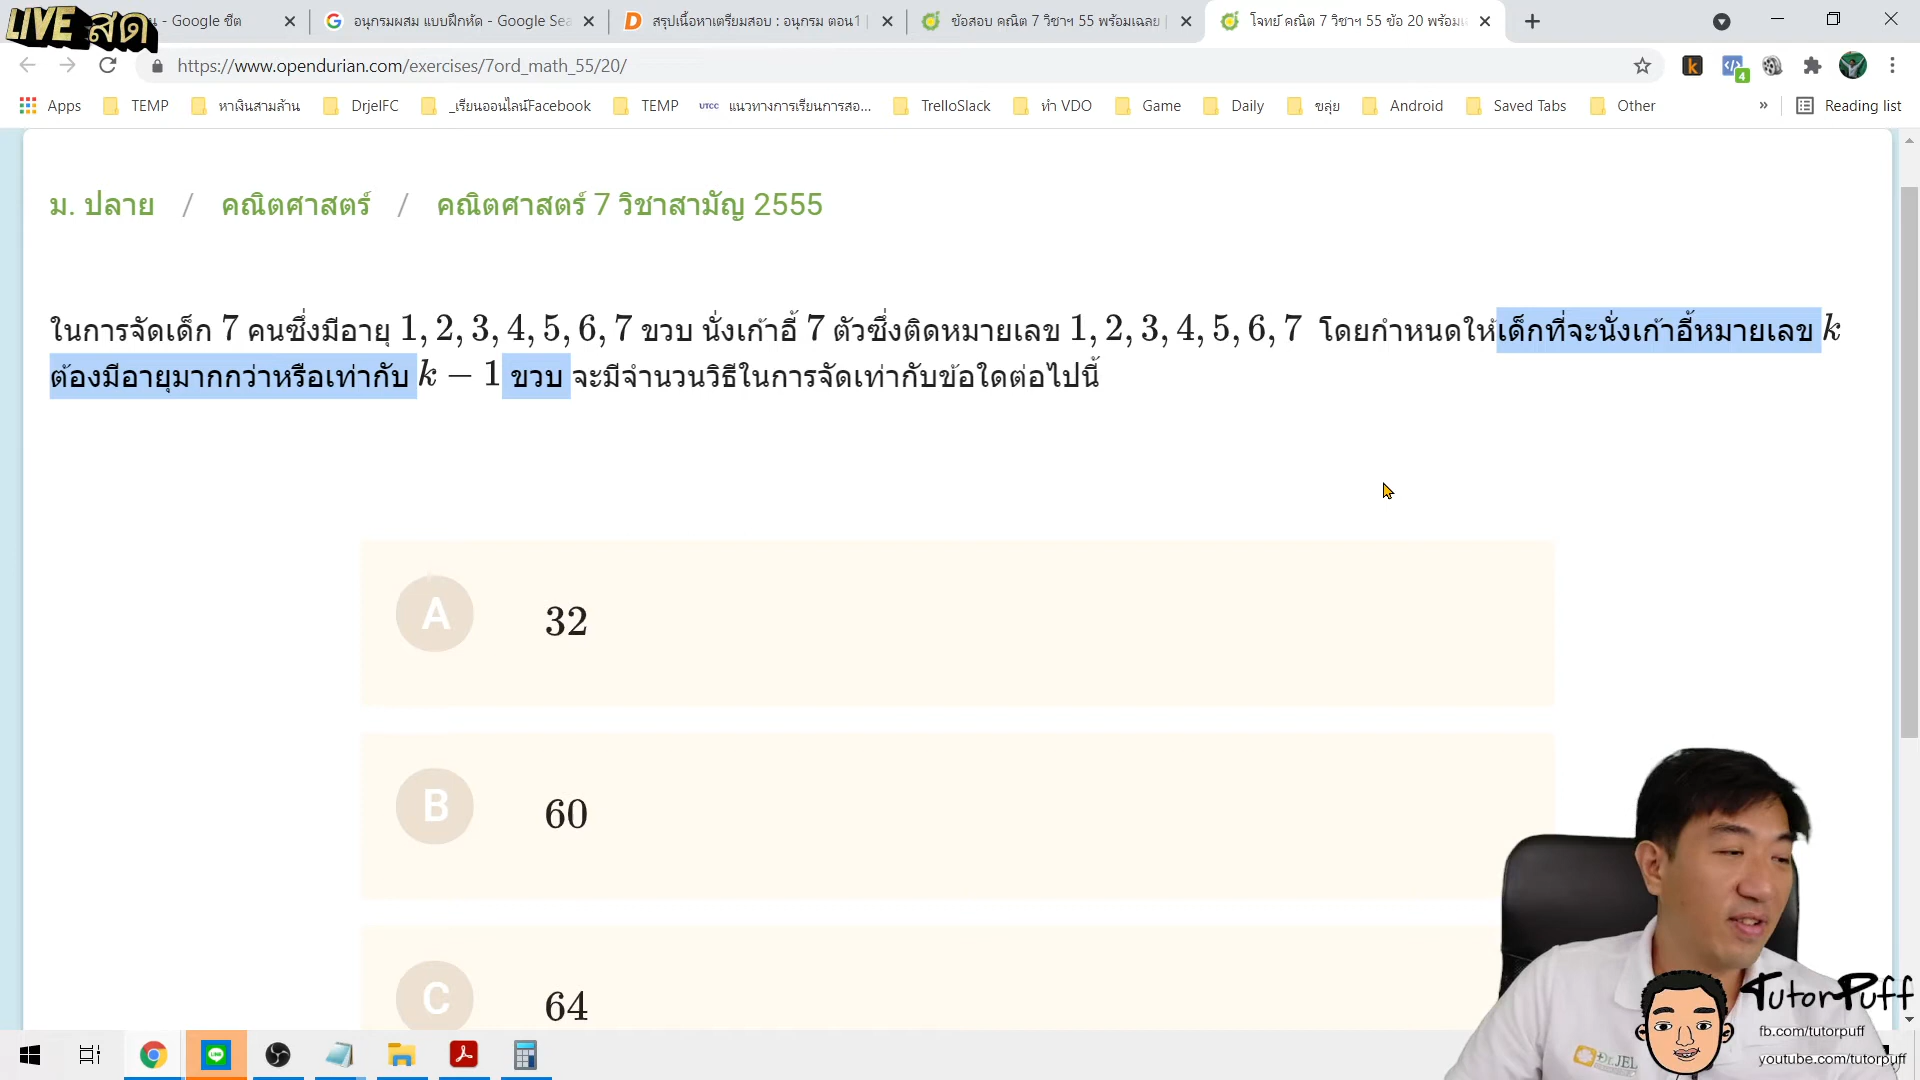 LIVE สด
น - Google ชีต
อนุกรมผสม แบบฝึกหัด - Google Sea
สรุปเนื้อหาเตรียมสอบ : อนุกรม ตอน1 |
ข้อสอบ คณิต 7 วิชาฯ 55 พร้อมเฉลย |
โจทย์ คณิต 7 วิชาฯ 55 ข้อ 20 พร้อมเ
https://www.opendurian.com/exercises/7ord_math_55/20/
4
Apps
TEMP
หาเงินสามล้าน
DrjelFC
_เรียนออนไลน์Facebook
TEMP
UTCC แนวทางการเรียนการสอ...
TrelloSlack
ทำ VDO
Game
Daily
ขลุ่ย
Android
Saved Tabs
Other
»
Reading list
ม. ปลาย / คณิตศาสตร์ / คณิตศาสตร์ 7 วิชาสามัญ 2555
ในการจัดเด็ก 7 คนซึ่งมีอายุ 1, 2, 3, 4, 5, 6, 7 ขวบ นั่งเก้าอี้ 7 ตัวซึ่งติดหมายเลข 1, 2, 3, 4, 5, 6, 7 โดยกำหนดให้เด็กที่จะนั่งเก้าอี้หมายเลข k
ต้องมีอายุมากกว่าหรือเท่ากับ k − 1 ขวบ จะมีจำนวนวิธีในการจัดเท่ากับข้อใดต่อไปนี้
A 32
B 60
C 64
TutorPuff
fb.com/tutorpuff
youtube.com/tutorpuff
Dr.JEL
LINE